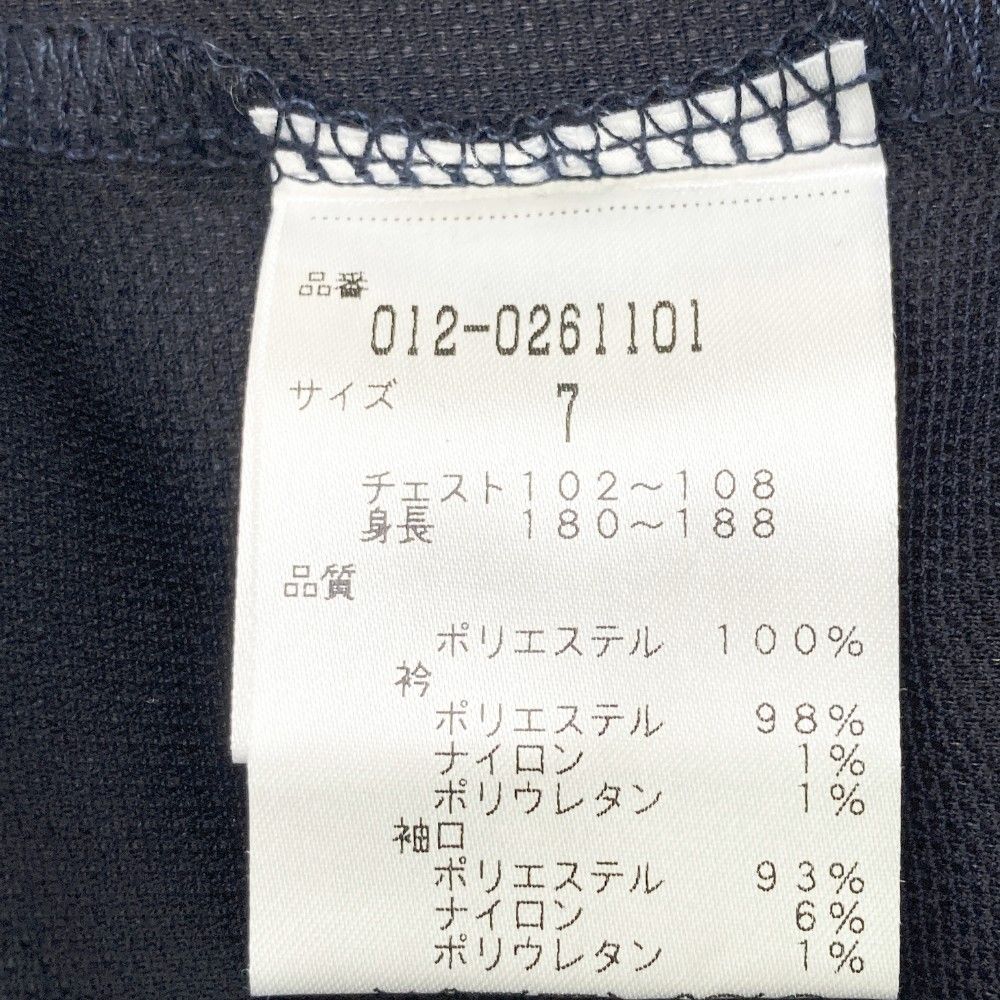 品番
012-0261101
サイズ 7
チェスト102～108
身長 180～188
品質
ポリエステル 100%
衿
ポリエステル 98%
ナイロン 1%
ポリウレタン 1%
袖口
ポリエステル 93%
ナイロン 6%
ポリウレタン 1%